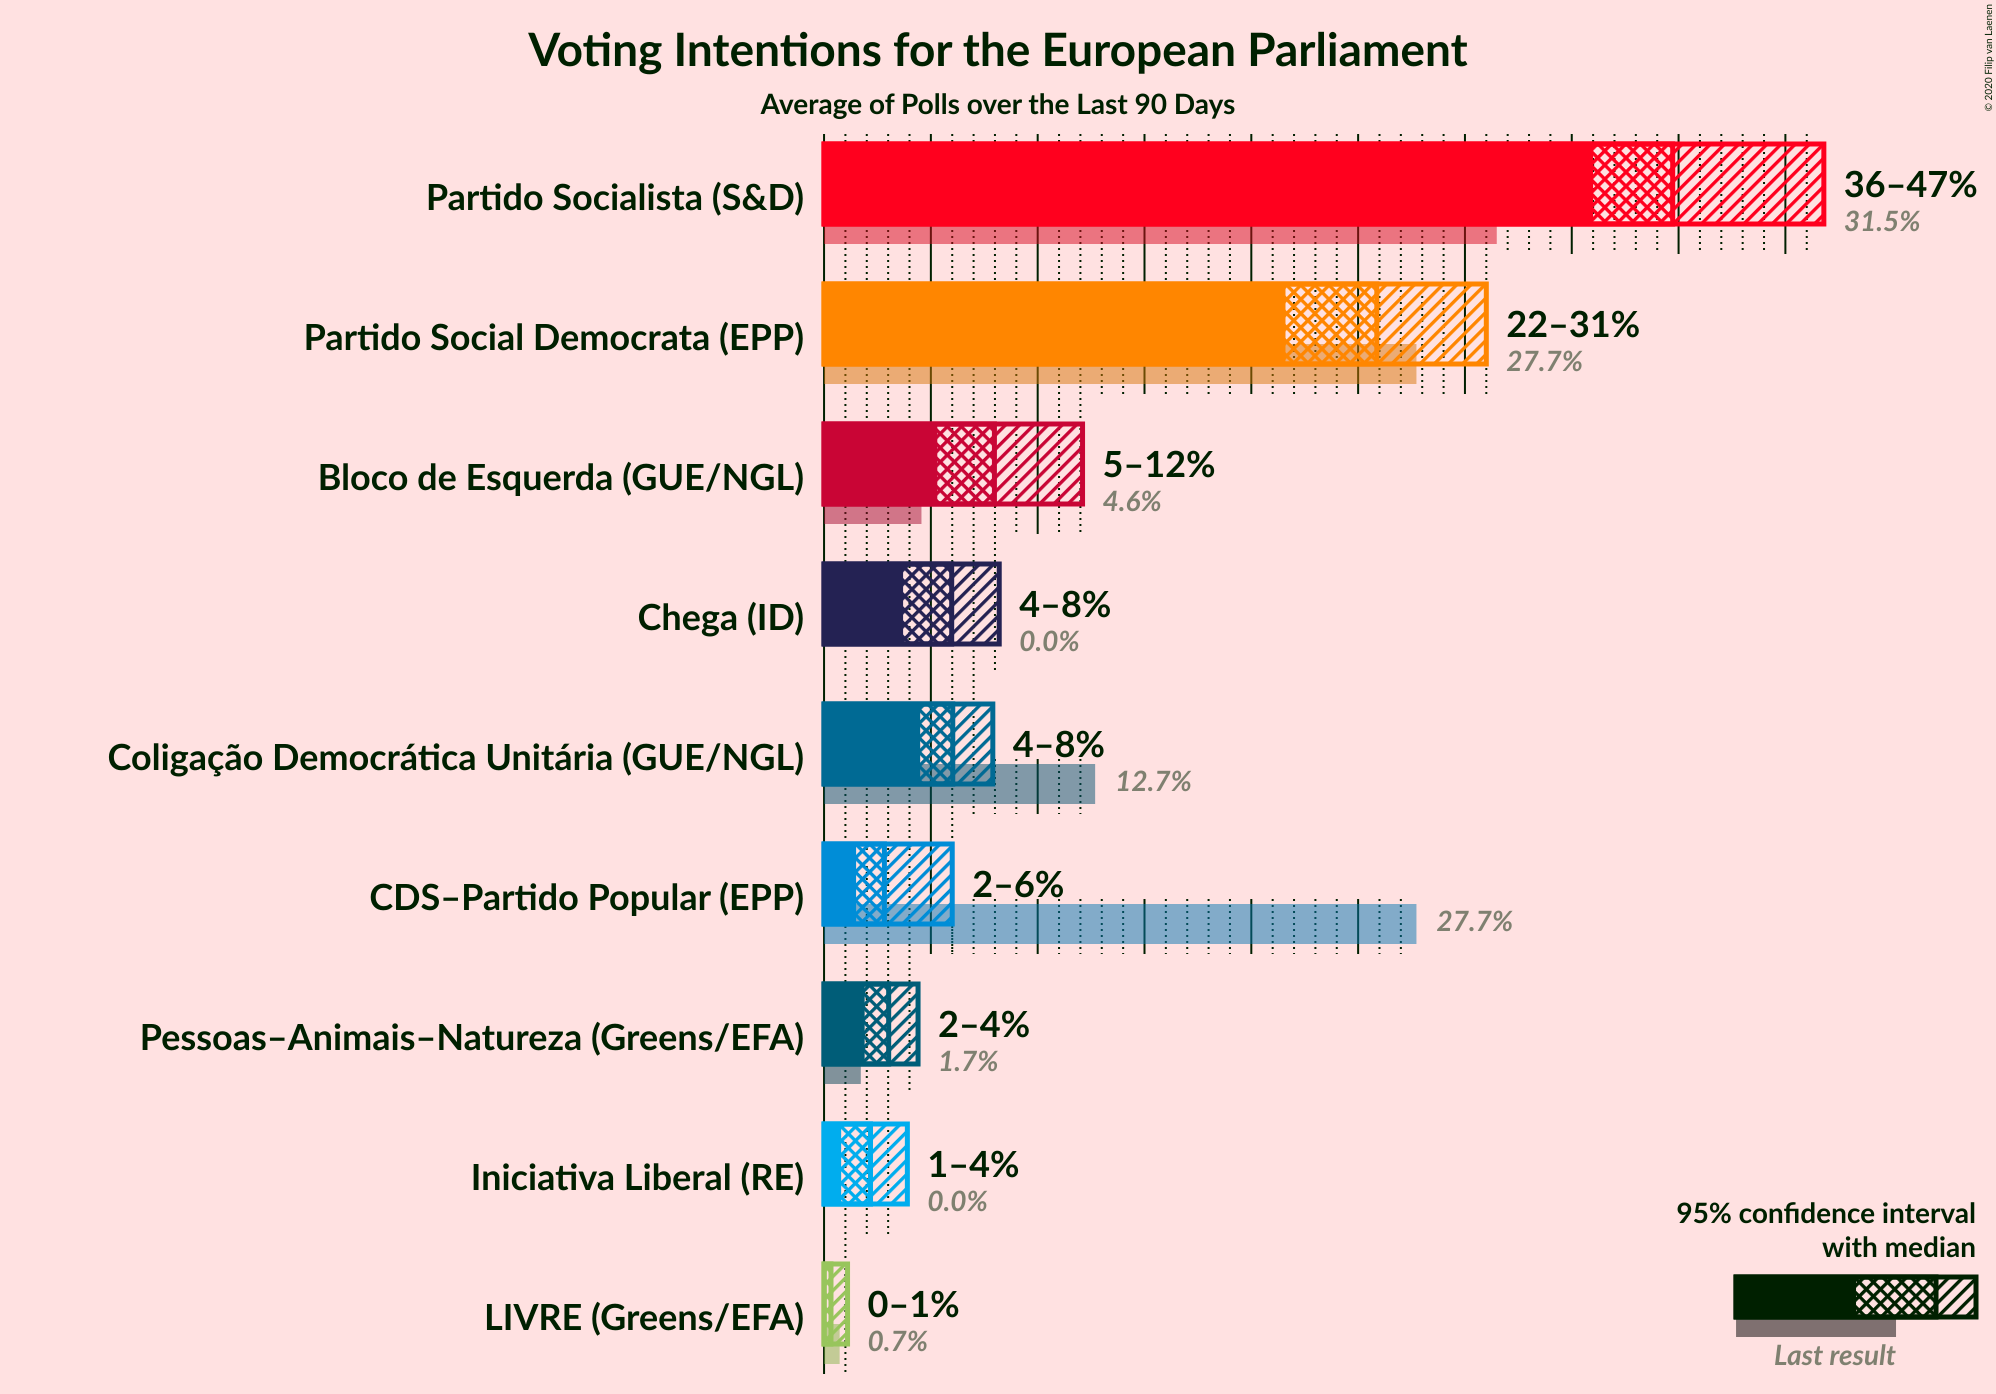 Voting Intentions for the European Parliament
Average of Polls over the Last 90 Days
© 2020 Filip van Laenen
Partido Socialista (S&D)
36–47%
31.5%
Partido Social Democrata (EPP)
22–31%
27.7%
Bloco de Esquerda (GUE/NGL)
5–12%
4.6%
Chega (ID)
4–8%
0.0%
Coligação Democrática Unitária (GUE/NGL)
4–8%
12.7%
CDS–Partido Popular (EPP)
2–6%
27.7%
Pessoas–Animais–Natureza (Greens/EFA)
2–4%
1.7%
Iniciativa Liberal (RE)
1–4%
0.0%
LIVRE (Greens/EFA)
0–1%
0.7%
95% confidence interval
with median
Last result